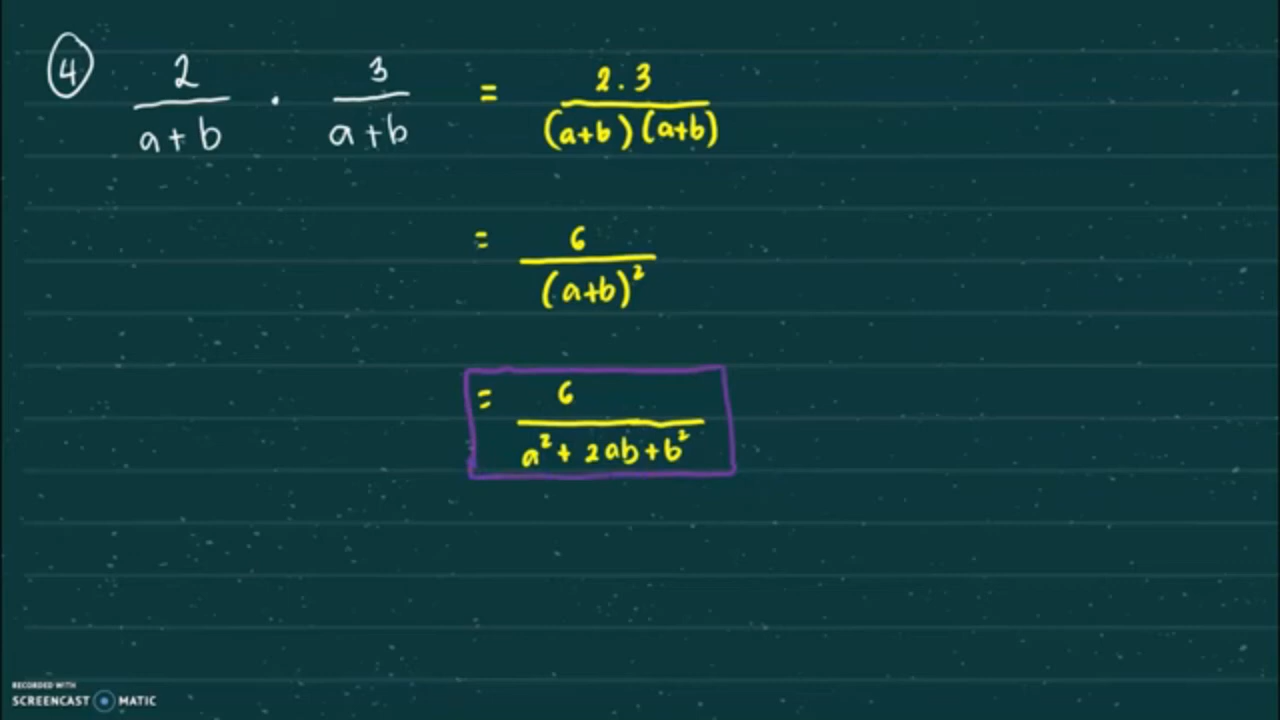 ④ 2/(a+b) · 3/(a+b) = 2.3/(a+b)(a+b)
= 6/(a+b)²
= 6/a²+2ab+b²
RECORDED WITH
SCREENCAST MATIC